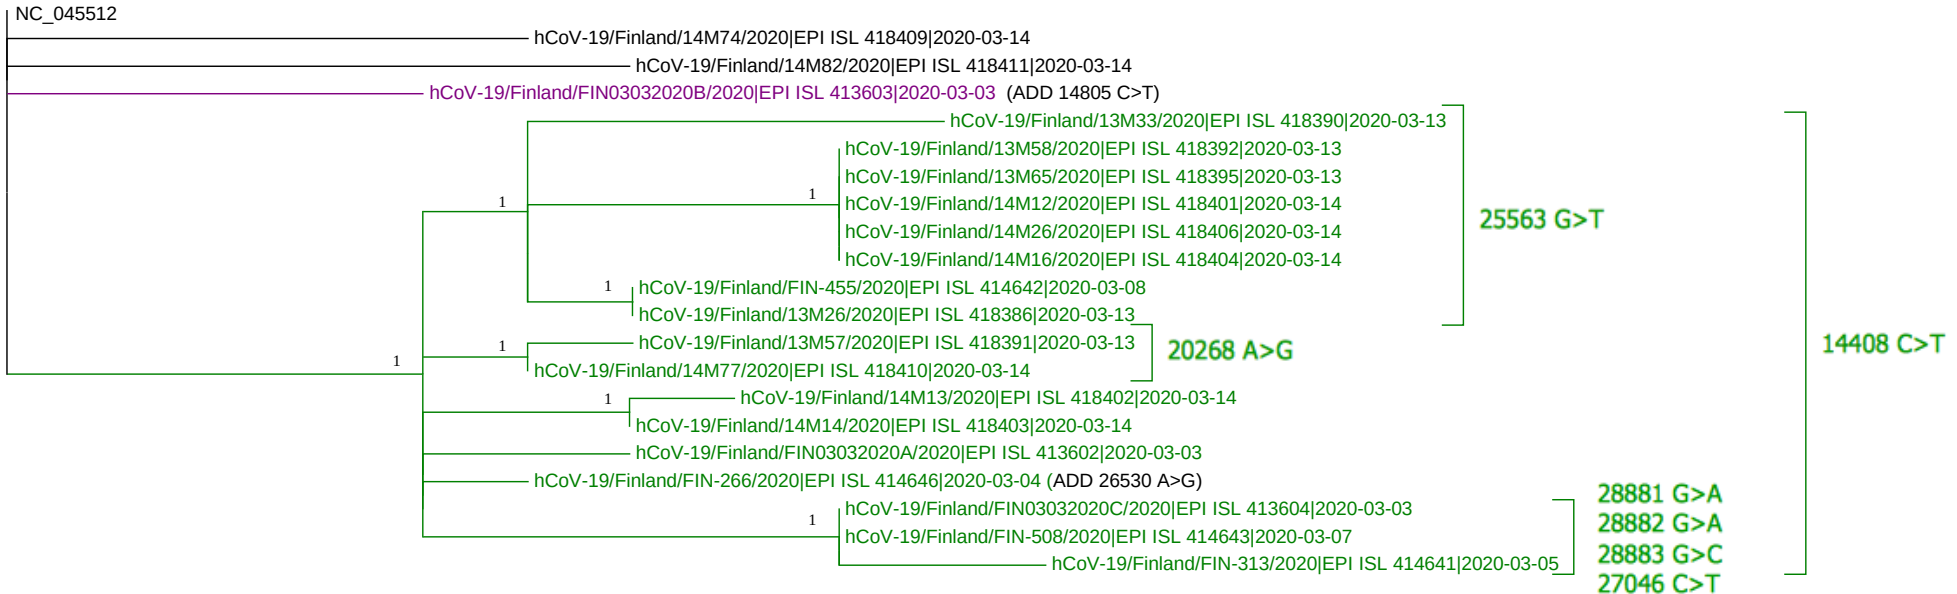 NC_045512
hCoV-19/Finland/14M74/2020|EPI ISL 418409|2020-03-14
hCoV-19/Finland/14M82/2020|EPI ISL 418411|2020-03-14
hCoV-19/Finland/FIN03032020B/2020|EPI ISL 413603|2020-03-03 (ADD 14805 C>T)
hCoV-19/Finland/13M33/2020|EPI ISL 418390|2020-03-13
hCoV-19/Finland/13M58/2020|EPI ISL 418392|2020-03-13
hCoV-19/Finland/13M65/2020|EPI ISL 418395|2020-03-13
1
1
hCoV-19/Finland/14M12/2020|EPI ISL 418401|2020-03-14
25563 G>T
hCoV-19/Finland/14M26/2020|EPI ISL 418406|2020-03-14
hCoV-19/Finland/14M16/2020|EPI ISL 418404|2020-03-14
1
hCoV-19/Finland/FIN-455/2020|EPI ISL 414642|2020-03-08
hCoV-19/Finland/13M26/2020|EPI ISL 418386|2020-03-13
1
hCoV-19/Finland/13M57/2020|EPI ISL 418391|2020-03-13
20268 A>G
14408 C>T
1
hCoV-19/Finland/14M77/2020|EPI ISL 418410|2020-03-14
1
hCoV-19/Finland/14M13/2020|EPI ISL 418402|2020-03-14
hCoV-19/Finland/14M14/2020|EPI ISL 418403|2020-03-14
hCoV-19/Finland/FIN03032020A/2020|EPI ISL 413602|2020-03-03
hCoV-19/Finland/FIN-266/2020|EPI ISL 414646|2020-03-04 (ADD 26530 A>G)
28881 G>A
1
hCoV-19/Finland/FIN03032020C/2020|EPI ISL 413604|2020-03-03
28882 G>A
hCoV-19/Finland/FIN-508/2020|EPI ISL 414643|2020-03-07
28883 G>C
hCoV-19/Finland/FIN-313/2020|EPI ISL 414641|2020-03-05
27046 C>T